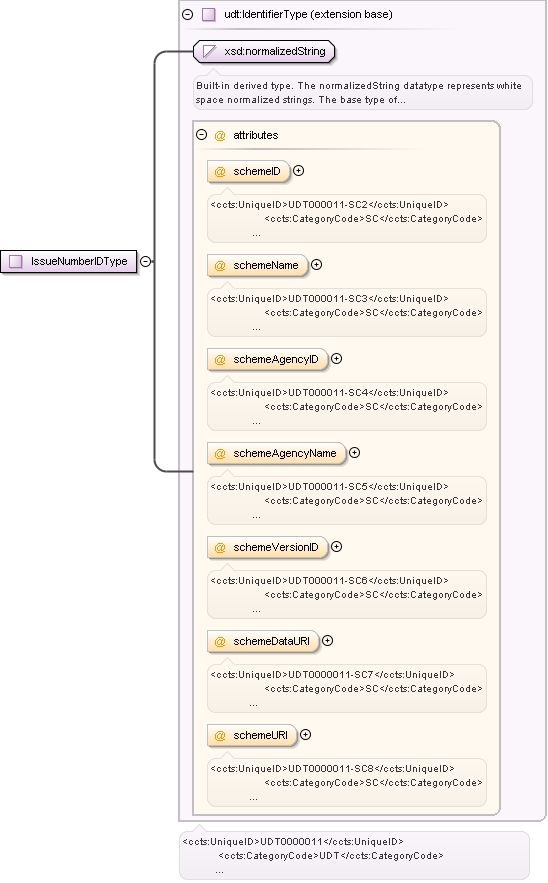 udt:IdentifierType (extension base)
xsd:normalizedString
Built-in derived type. The normalizedString datatype represents white
space normalized strings. The base type of...
attributes
@ schemeID
<ccts:UniqueID>UDT000011-SC2</ccts:UniqueID>
<ccts:CategoryCode>SC</ccts:CategoryCode>
...
@ schemeName
<ccts:UniqueID>UDT000011-SC3</ccts:UniqueID>
<ccts:CategoryCode>SC</ccts:CategoryCode>
...
IssueNumberIDType
@ schemeAgencyID
<ccts:UniqueID>UDT000011-SC4</ccts:UniqueID>
<ccts:CategoryCode>SC</ccts:CategoryCode>
...
@ schemeAgencyName
<ccts:UniqueID>UDT000011-SC5</ccts:UniqueID>
<ccts:CategoryCode>SC</ccts:CategoryCode>
...
@ schemeVersionID
<ccts:UniqueID>UDT000011-SC6</ccts:UniqueID>
<ccts:CategoryCode>SC</ccts:CategoryCode>
...
@ schemeDataURI
<ccts:UniqueID>UDT0000011-SC7</ccts:UniqueID>
<ccts:CategoryCode>SC</ccts:CategoryCode>
...
@ schemeURI
<ccts:UniqueID>UDT0000011-SC8</ccts:UniqueID>
<ccts:CategoryCode>SC</ccts:CategoryCode>
...
<ccts:UniqueID>UDT0000011</ccts:UniqueID>
<ccts:CategoryCode>UDT</ccts:CategoryCode>
...